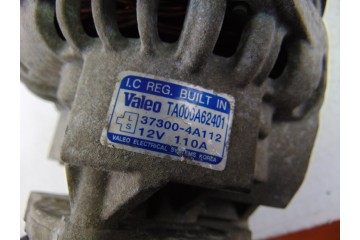 I.C REG. BUILT IN
Valeo TA000A62401
L S 37300-4A112
12V 110A
VALEO ELECTRICAL SYSTEMS KOREA